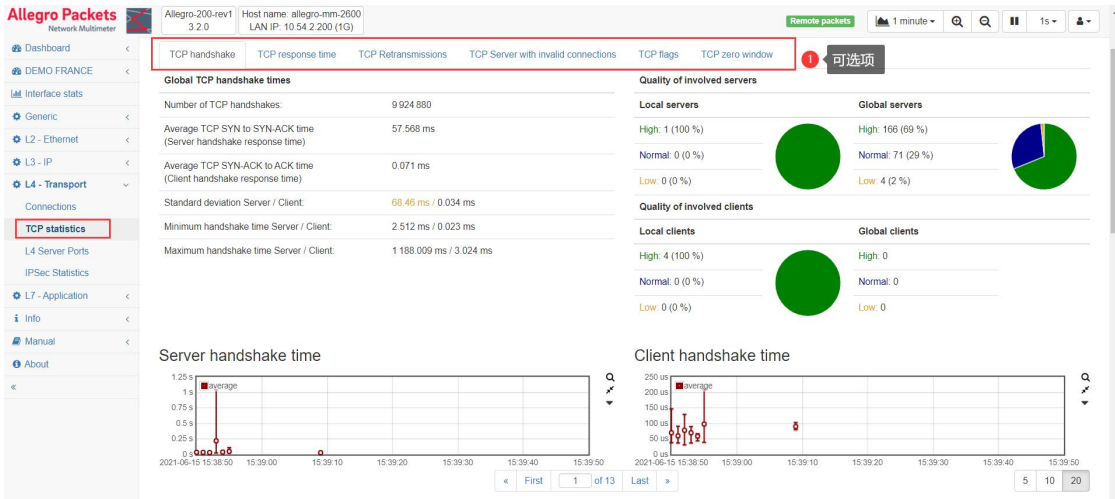 Allegro Packets
Network Multimeter
Allegro-200-rev1
3.2.0
Host name: allegro-mm-2600
LAN IP: 10.54.2.200 (1G)
Remote packets
1 minute
1s
Dashboard
DEMO FRANCE
Interface stats
Generic
L2 - Ethernet
L3 - IP
L4 - Transport
Connections
TCP statistics
L4 Server Ports
IPSec Statistics
L7 - Application
Info
Manual
About
«
TCP handshake TCP response time TCP Retransmissions TCP Server with invalid connections TCP flags TCP zero window
1 可选项
Global TCP handshake times
Number of TCP handshakes: 9 924 880
Average TCP SYN to SYN-ACK time 57.568 ms
(Server handshake response time)
Average TCP SYN-ACK to ACK time 0.071 ms
(Client handshake response time)
Standard deviation Server / Client: 68.46 ms / 0.034 ms
Minimum handshake time Server / Client: 2.512 ms / 0.023 ms
Maximum handshake time Server / Client: 1 188.009 ms / 3.024 ms
Quality of involved servers
Local servers Global servers
High: 1 (100 %) High: 166 (69 %)
Normal: 0 (0 %) Normal: 71 (29 %)
Low: 0 (0 %) Low: 4 (2 %)
Quality of involved clients
Local clients Global clients
High: 4 (100 %) High: 0
Normal: 0 (0 %) Normal: 0
Low: 0 (0 %) Low: 0
Server handshake time
average
1.25 s
1 s
0.75 s
0.5 s
0.25 s
0 s
2021-06-15 15:38:50 15:39:00 15:39:10 15:39:20 15:39:30 15:39:40 15:39:50
Client handshake time
average
250 us
200 us
150 us
100 us
50 us
0 us
2021-06-15 15:38:50 15:39:00 15:39:10 15:39:20 15:39:30 15:39:40 15:39:50
« First 1 of 13 Last »
5 10 20